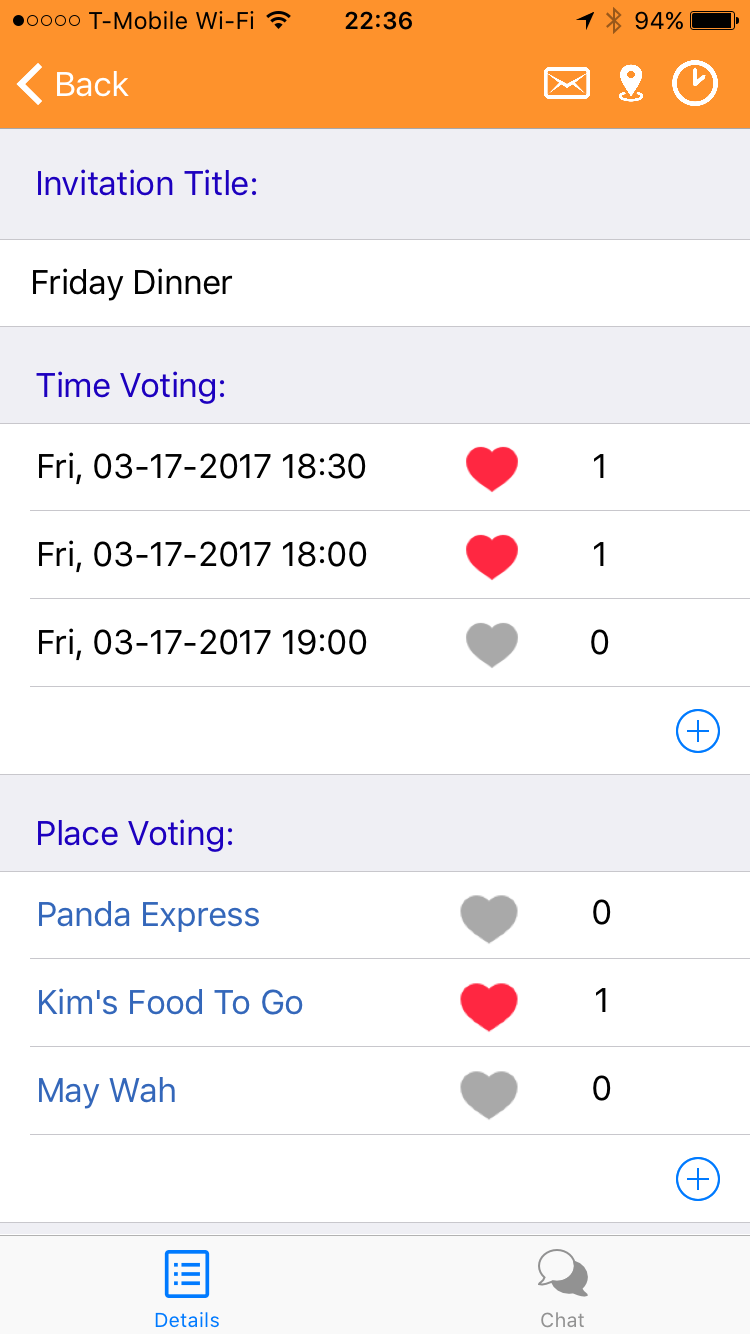 T-Mobile Wi-Fi 22:36 94%
Back
Invitation Title:
Friday Dinner
Time Voting:
Fri, 03-17-2017 18:30 1
Fri, 03-17-2017 18:00 1
Fri, 03-17-2017 19:00 0
Place Voting:
Panda Express 0
Kim's Food To Go 1
May Wah 0
Details Chat